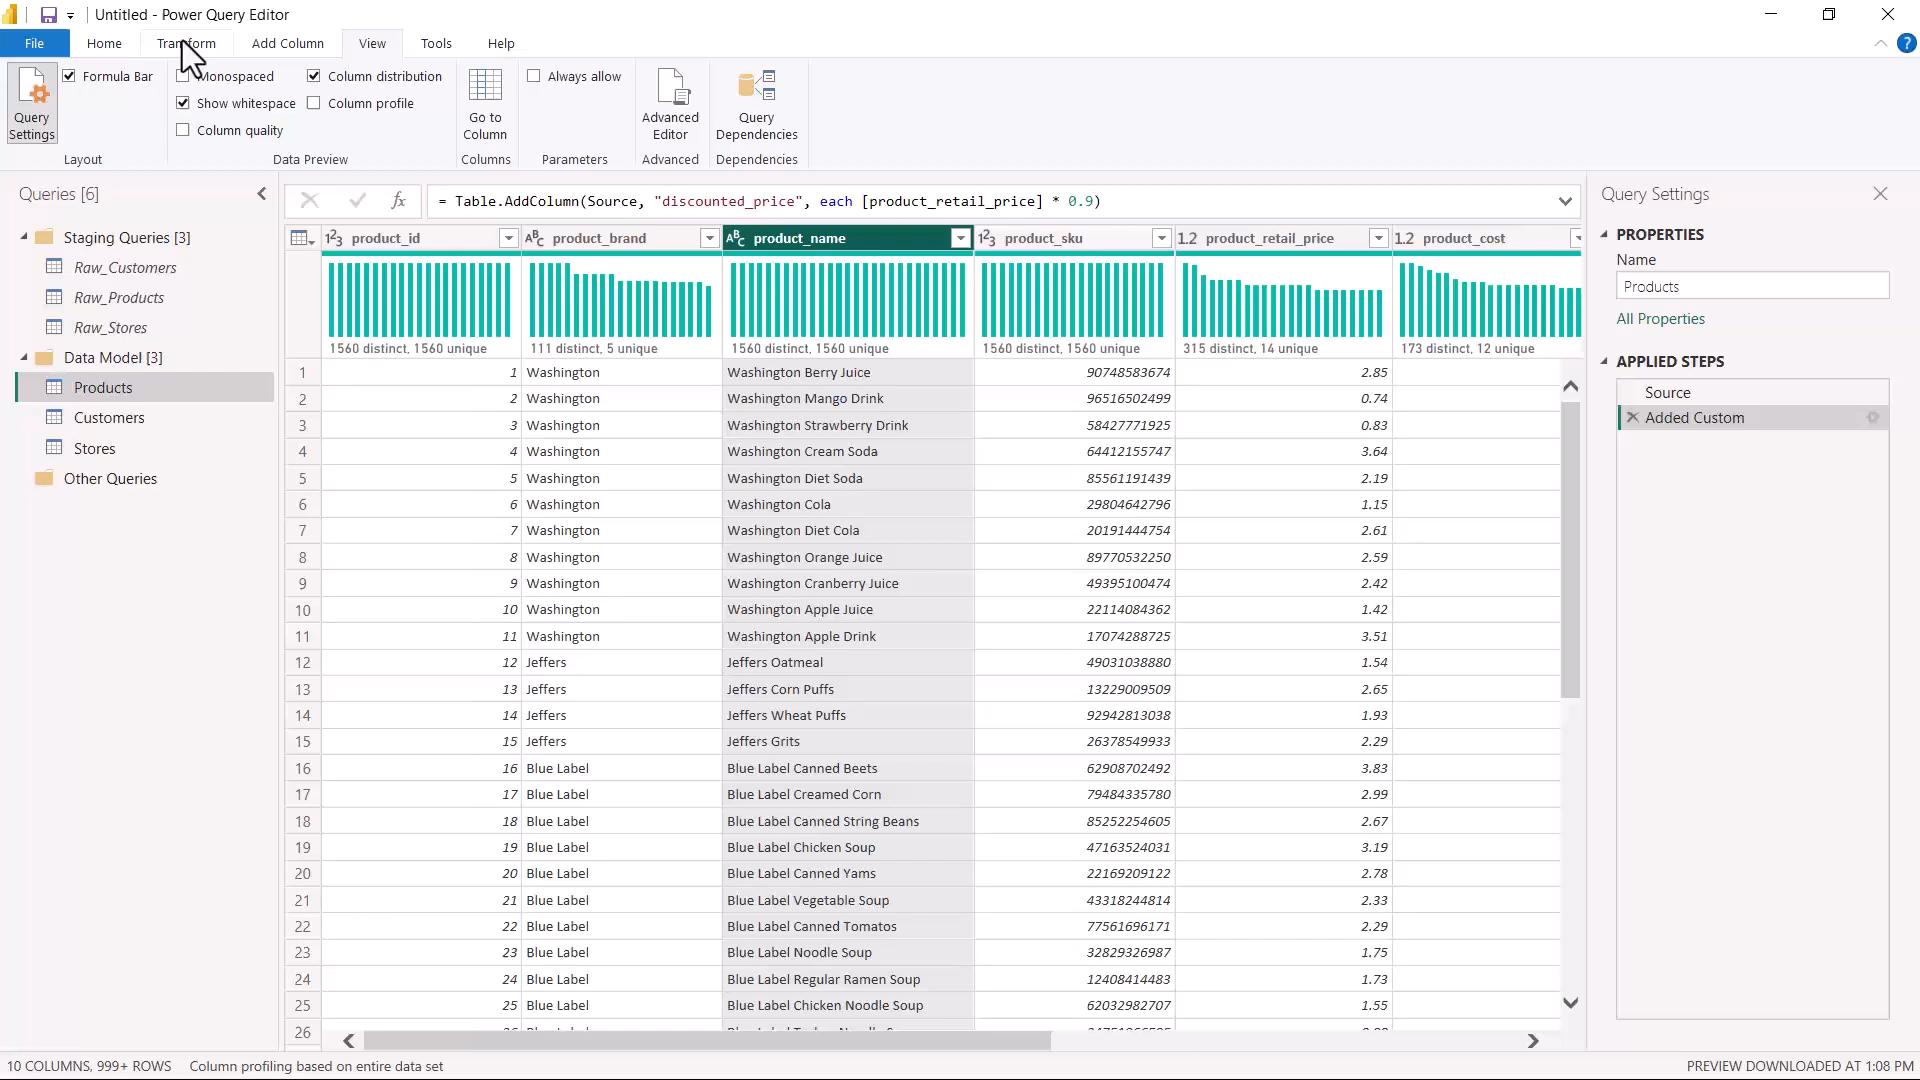 Untitled - Power Query Editor
File Home Transform Add Column View Tools Help
Query Settings
Formula Bar
Layout
Monospaced
Show whitespace
Column quality
Column distribution
Column profile
Data Preview
Go to Column
Columns
Always allow
Parameters
Advanced Editor
Advanced
Query Dependencies
Dependencies
Queries [6]
Staging Queries [3]
Raw_Customers
Raw_Products
Raw_Stores
Data Model [3]
Products
Customers
Stores
Other Queries
fx = Table.AddColumn(Source, "discounted_price", each [product_retail_price] * 0.9)
1²3 product_id ABC product_brand ABC product_name 1²3 product_sku 1.2 product_retail_price 1.2 product_cost
1560 distinct, 1560 unique 111 distinct, 5 unique 1560 distinct, 1560 unique 1560 distinct, 1560 unique 315 distinct, 14 unique 173 distinct, 12 unique
1 1 Washington Washington Berry Juice 90748583674 2.85
2 2 Washington Washington Mango Drink 96516502499 0.74
3 3 Washington Washington Strawberry Drink 58427771925 0.83
4 4 Washington Washington Cream Soda 64412155747 3.64
5 5 Washington Washington Diet Soda 85561191439 2.19
6 6 Washington Washington Cola 29804642796 1.15
7 7 Washington Washington Diet Cola 20191444754 2.61
8 8 Washington Washington Orange Juice 89770532250 2.59
9 9 Washington Washington Cranberry Juice 49395100474 2.42
10 10 Washington Washington Apple Juice 22114084362 1.42
11 11 Washington Washington Apple Drink 17074288725 3.51
12 12 Jeffers Jeffers Oatmeal 49031038880 1.54
13 13 Jeffers Jeffers Corn Puffs 13229009509 2.65
14 14 Jeffers Jeffers Wheat Puffs 92942813038 1.93
15 15 Jeffers Jeffers Grits 26378549933 2.29
16 16 Blue Label Blue Label Canned Beets 62908702492 3.83
17 17 Blue Label Blue Label Creamed Corn 79484335780 2.99
18 18 Blue Label Blue Label Canned String Beans 85252254605 2.67
19 19 Blue Label Blue Label Chicken Soup 47163524031 3.19
20 20 Blue Label Blue Label Canned Yams 22169209122 2.78
21 21 Blue Label Blue Label Vegetable Soup 43318244814 2.33
22 22 Blue Label Blue Label Canned Tomatos 77561696171 2.29
23 23 Blue Label Blue Label Noodle Soup 32829326987 1.75
24 24 Blue Label Blue Label Regular Ramen Soup 12408414483 1.73
25 25 Blue Label Blue Label Chicken Noodle Soup 62032982707 1.55
26
Query Settings
PROPERTIES
Name
Products
All Properties
APPLIED STEPS
Source
Added Custom
10 COLUMNS, 999+ ROWS Column profiling based on entire data set
PREVIEW DOWNLOADED AT 1:08 PM